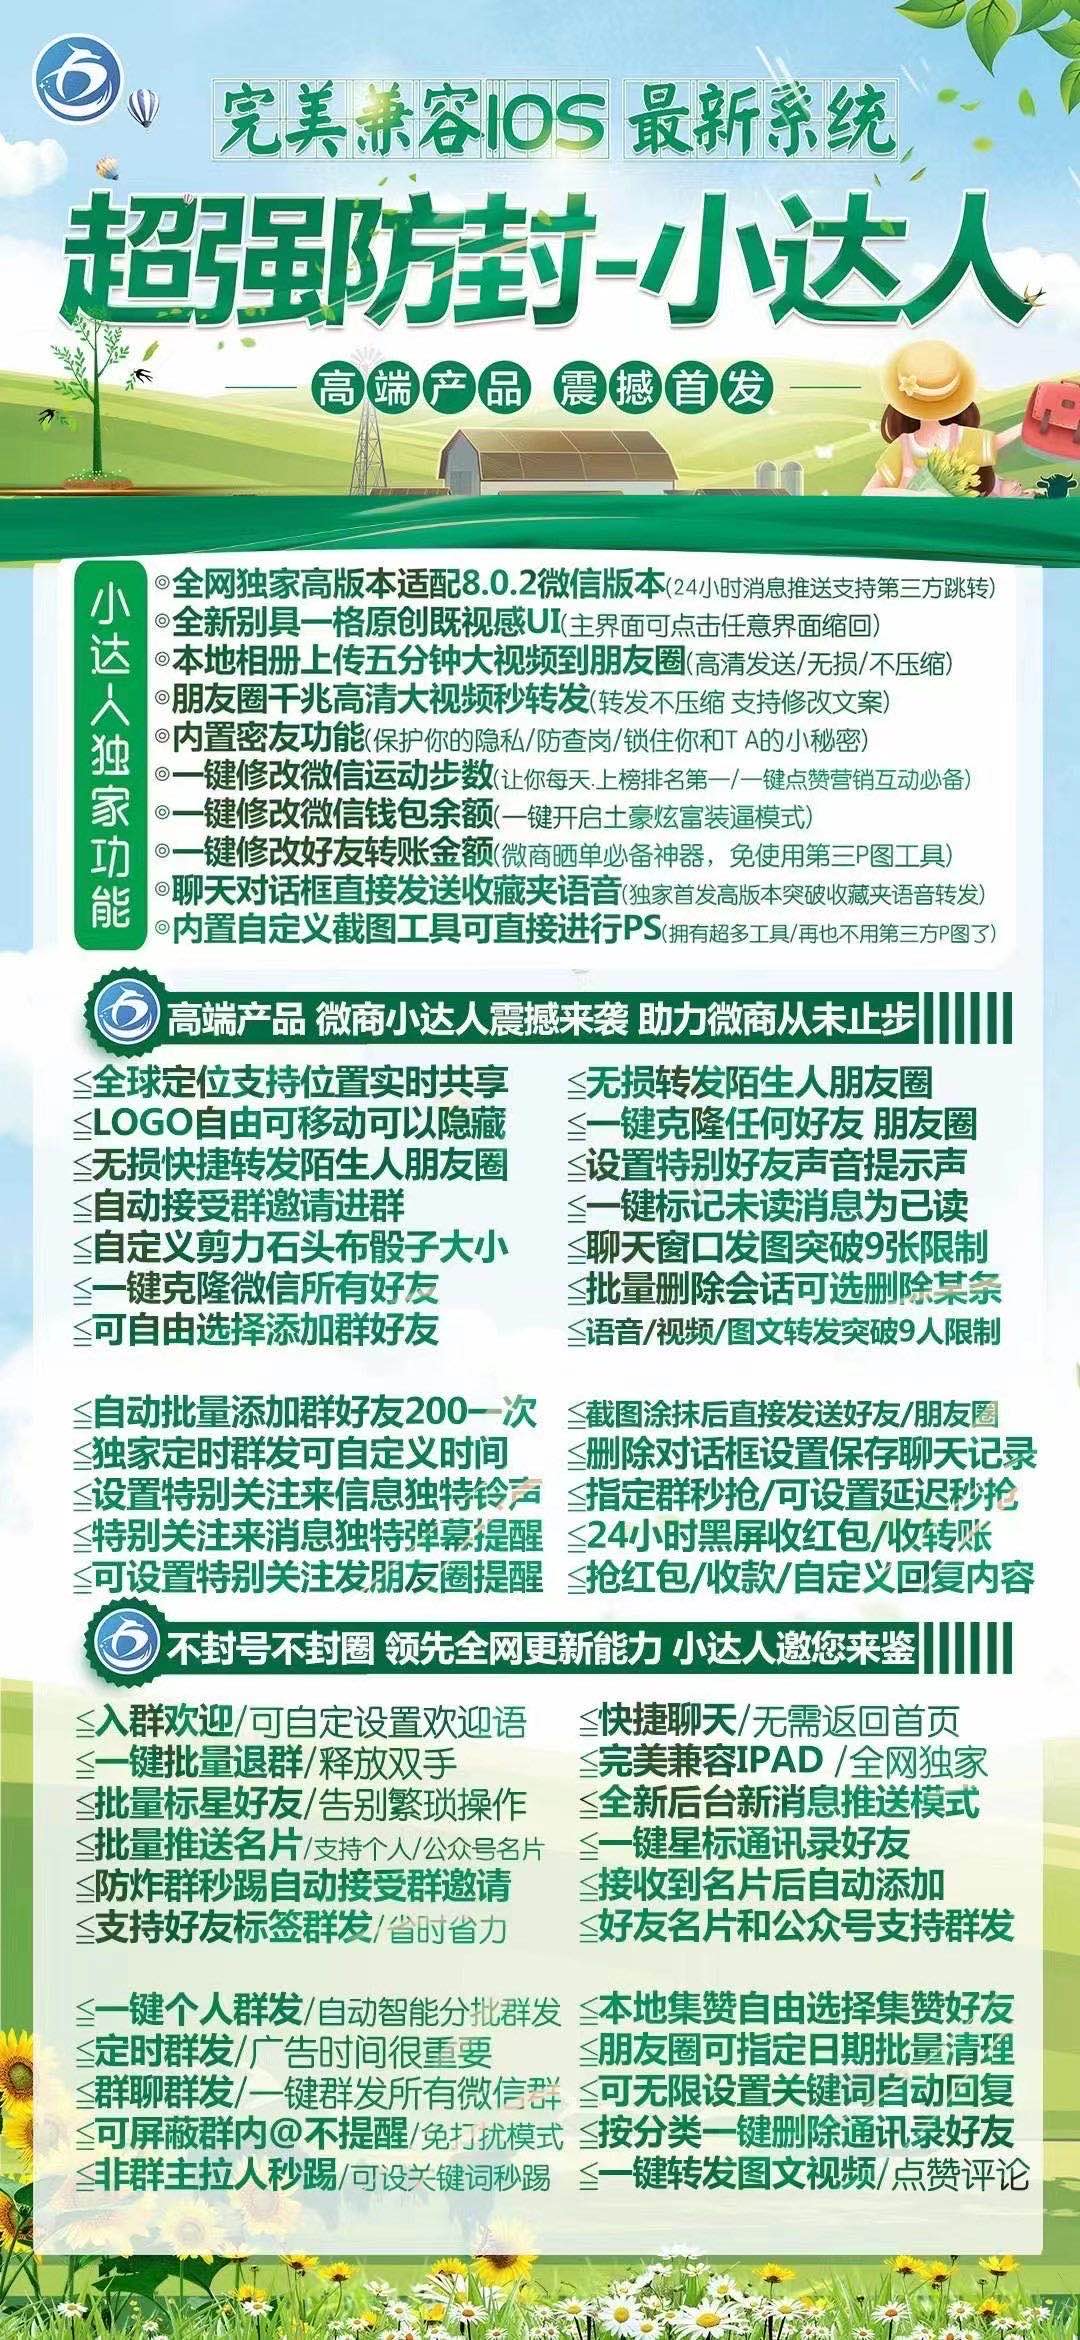 完美兼容IOS 最新系统
超强防封-小达人
高端产品 震撼首发
小达人独家功能
◎全网独家高版本适配8.0.2微信版本(24小时消息推送支持第三方跳转)
◎全新别具一格原创既视感UI(主界面可点击任意界面缩回)
◎本地相册上传五分钟大视频到朋友圈(高清发送/无损/不压缩)
◎朋友圈千兆高清大视频秒转发(转发不压缩 支持修改文案)
◎内置密友功能(保护你的隐私/防查岗/锁住你和TA的小秘密)
◎一键修改微信运动步数(让你每天.上榜排名第一/一键点赞营销互动必备)
◎一键修改微信钱包余额(一键开启土豪炫富装逼模式)
◎一键修改好友转账金额(微商晒单必备神器，免使用第三P图工具)
◎聊天对话框直接发送收藏夹语音(独家首发高版本突破收藏夹语音转发)
◎内置自定义截图工具可直接进行PS(拥有超多工具/再也不用第三方P图了)
高端产品 微商小达人震撼来袭 助力微商从未止步
≦全球定位支持位置实时共享
≦LOGO自由可移动可以隐藏
≦无损快捷转发陌生人朋友圈
≦自动接受群邀请进群
≦自定义剪力石头布骰子大小
≦一键克隆微信所有好友
≦可自由选择添加群好友
≦无损转发陌生人朋友圈
≦一键克隆任何好友 朋友圈
≦设置特别好友声音提示声
≦一键标记未读消息为已读
≦聊天窗口发图突破9张限制
≦批量删除会话可选删除某条
≦语音/视频/图文转发突破9人限制
≦自动批量添加群好友200一次
≦独家定时群发可自定义时间
≦设置特别关注来信息独特铃声
≦特别关注来消息独特弹幕提醒
≦可设置特别关注发朋友圈提醒
≦截图涂抹后直接发送好友/朋友圈
≦删除对话框设置保存聊天记录
≦指定群秒抢/可设置延迟秒抢
≦24小时黑屏收红包/收转账
≦抢红包/收款/自定义回复内容
不封号不封圈 领先全网更新能力 小达人邀您来鉴
≦入群欢迎/可自定设置欢迎语
≦一键批量退群/释放双手
≦批量标星好友/告别繁琐操作
≦批量推送名片/支持个人/公众号名片
≦防炸群秒踢自动接受群邀请
≦支持好友标签群发/省时省力
≦快捷聊天/无需返回首页
≦完美兼容IPAD /全网独家
≦全新后台新消息推送模式
≦一键星标通讯录好友
≦接收到名片后自动添加
≦好友名片和公众号支持群发
≦一键个人群发/自动智能分批群发
≦定时群发/广告时间很重要
≦群聊群发/一键群发所有微信群
≦可屏蔽群内@不提醒/免打扰模式
≦非群主拉人秒踢/可设关键词秒踢
≦本地集赞自由选择集赞好友
≦朋友圈可指定日期批量清理
≦可无限设置关键词自动回复
≦按分类一键删除通讯录好友
≦一键转发图文视频/点赞评论